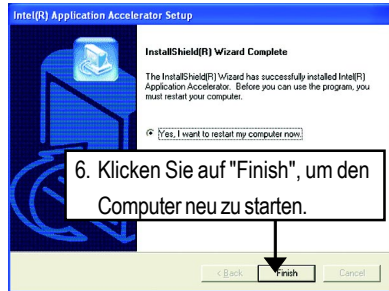 Intel(R) Application Accelerator Setup
InstallShield(R) Wizard Complete
The InstallShield(R) Wizard has successfully installed Intel(R)
Application Accelerator. Before you can use the program, you
must restart your computer.
Yes, I want to restart my computer now.
6. Klicken Sie auf "Finish", um den
Computer neu zu starten.
< Back Finish Cancel